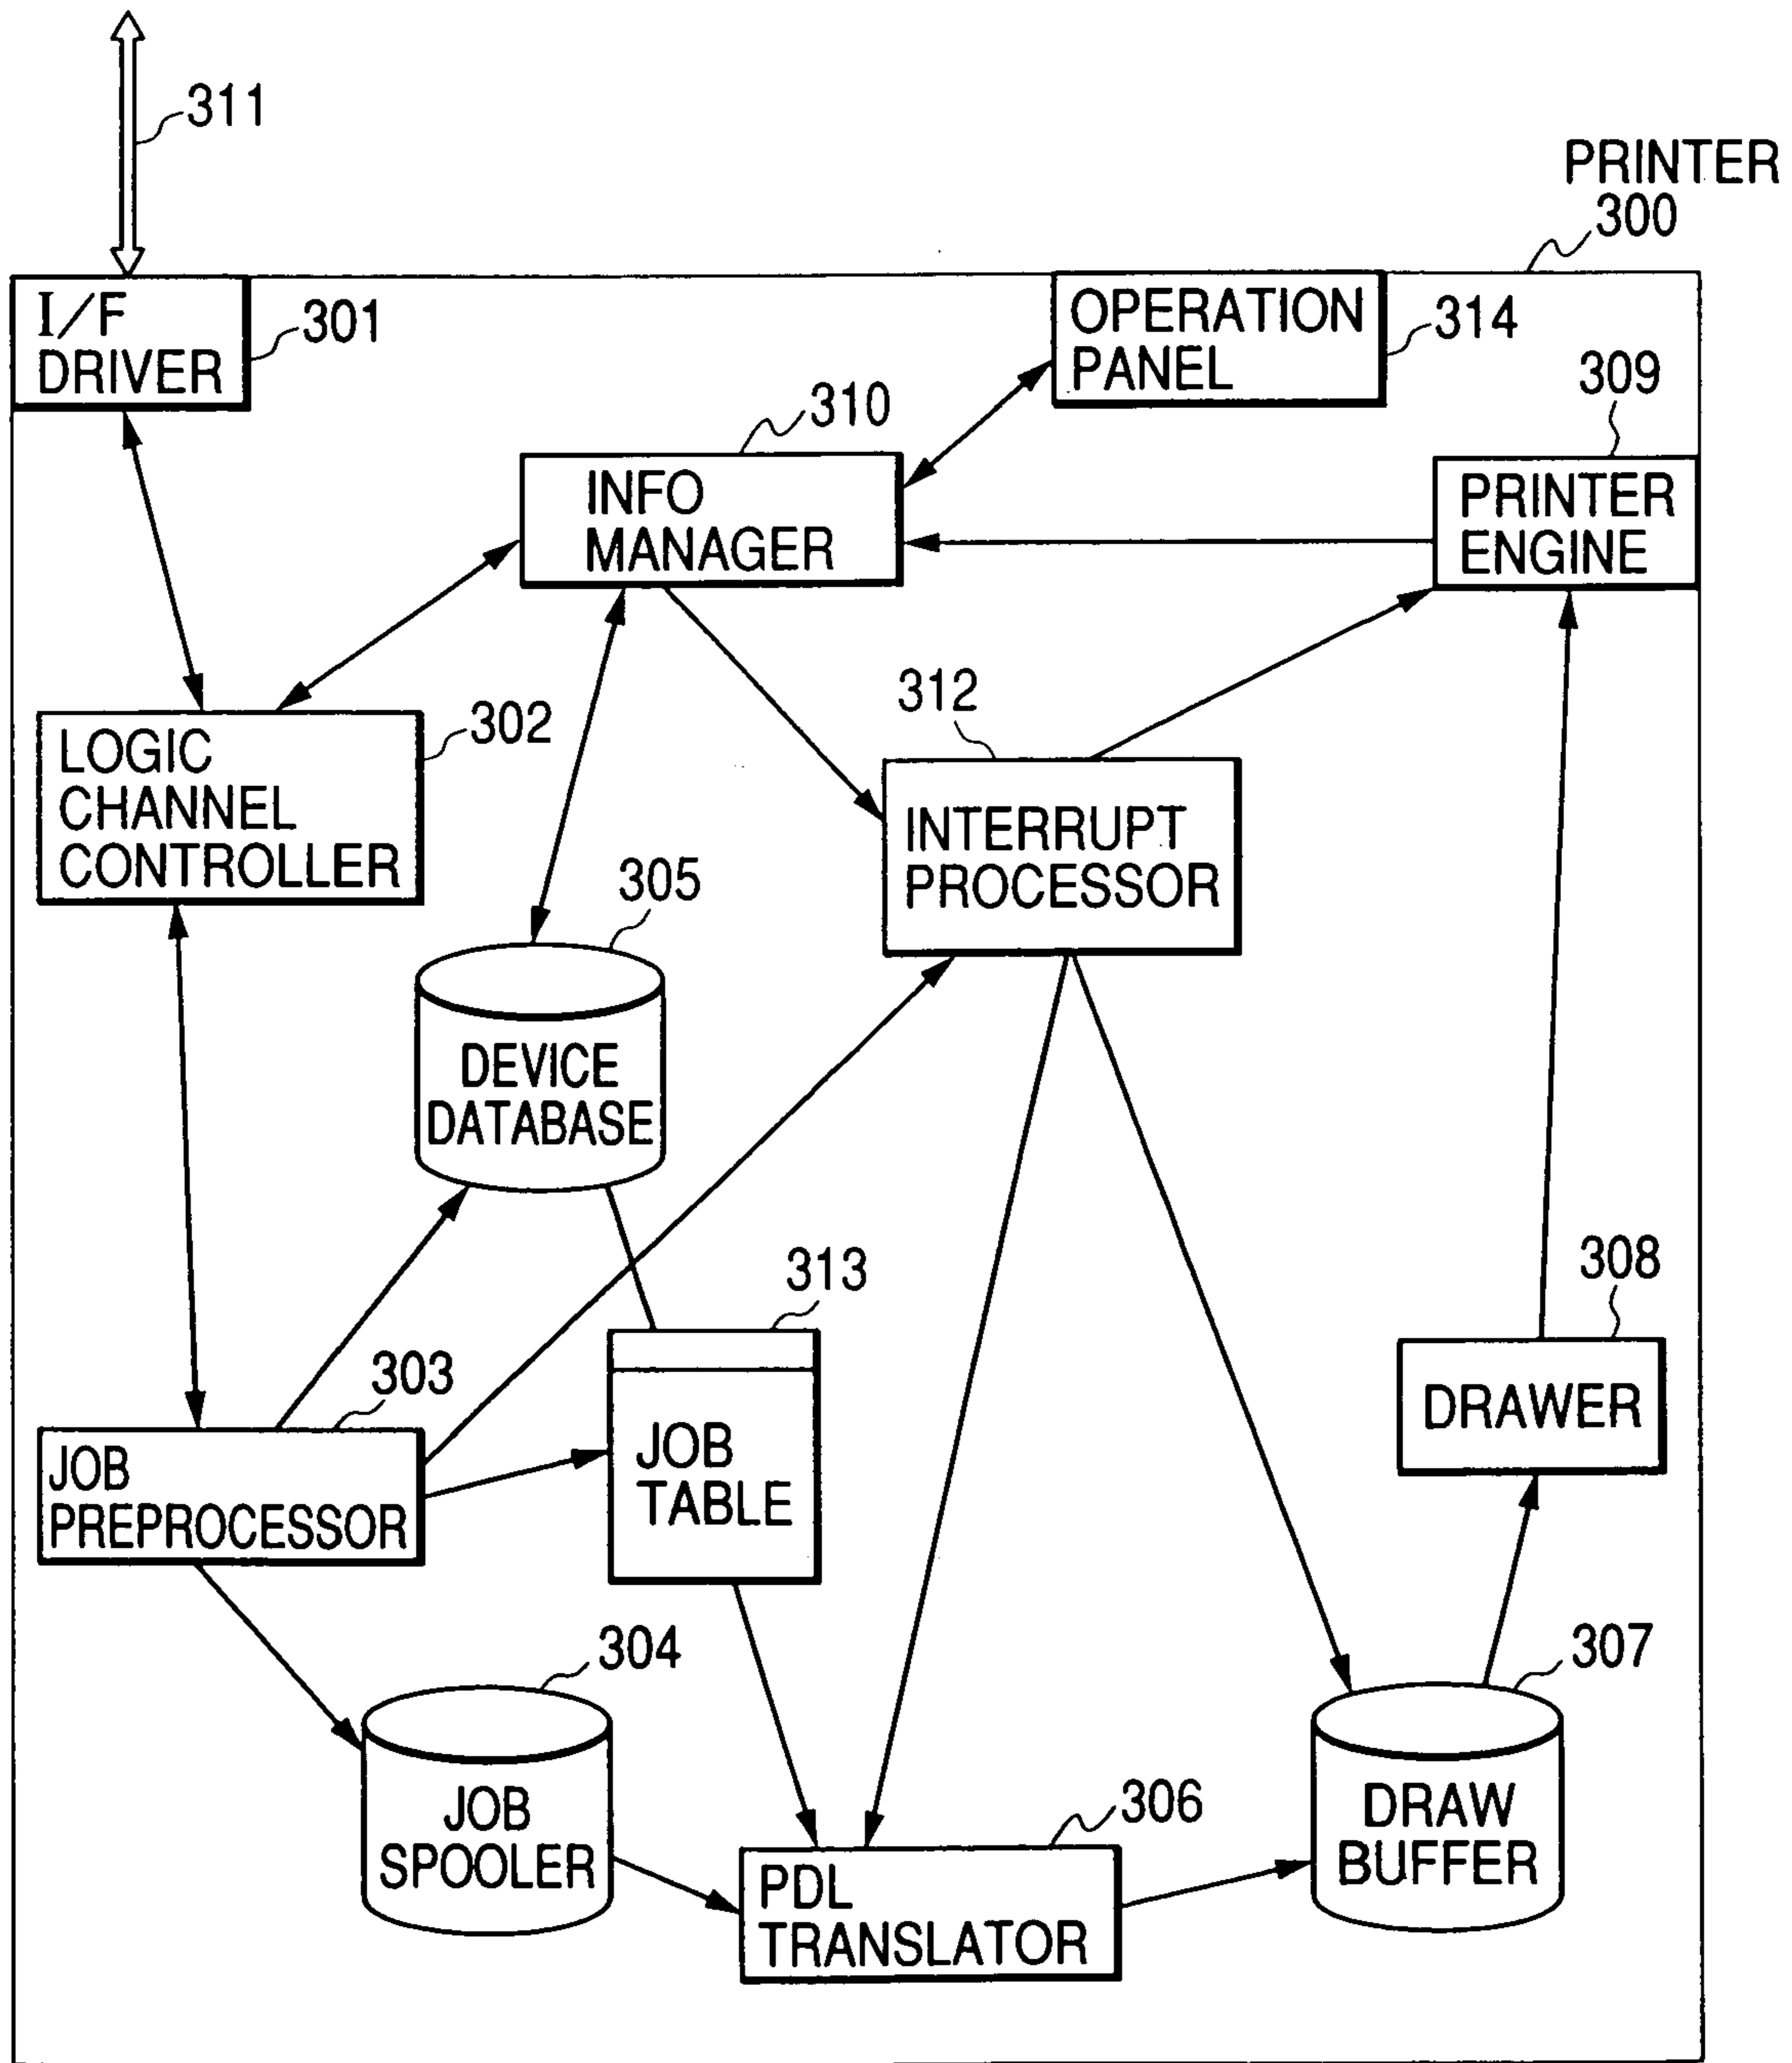 311
PRINTER
300
I/F
DRIVER
301
OPERATION
PANEL
314
309
310
INFO
MANAGER
PRINTER
ENGINE
312
302
LOGIC
CHANNEL
CONTROLLER
INTERRUPT
PROCESSOR
305
DEVICE
DATABASE
313
308
303
JOB
TABLE
DRAWER
JOB
PREPROCESSOR
304
307
JOB
SPOOLER
306
DRAW
BUFFER
PDL
TRANSLATOR